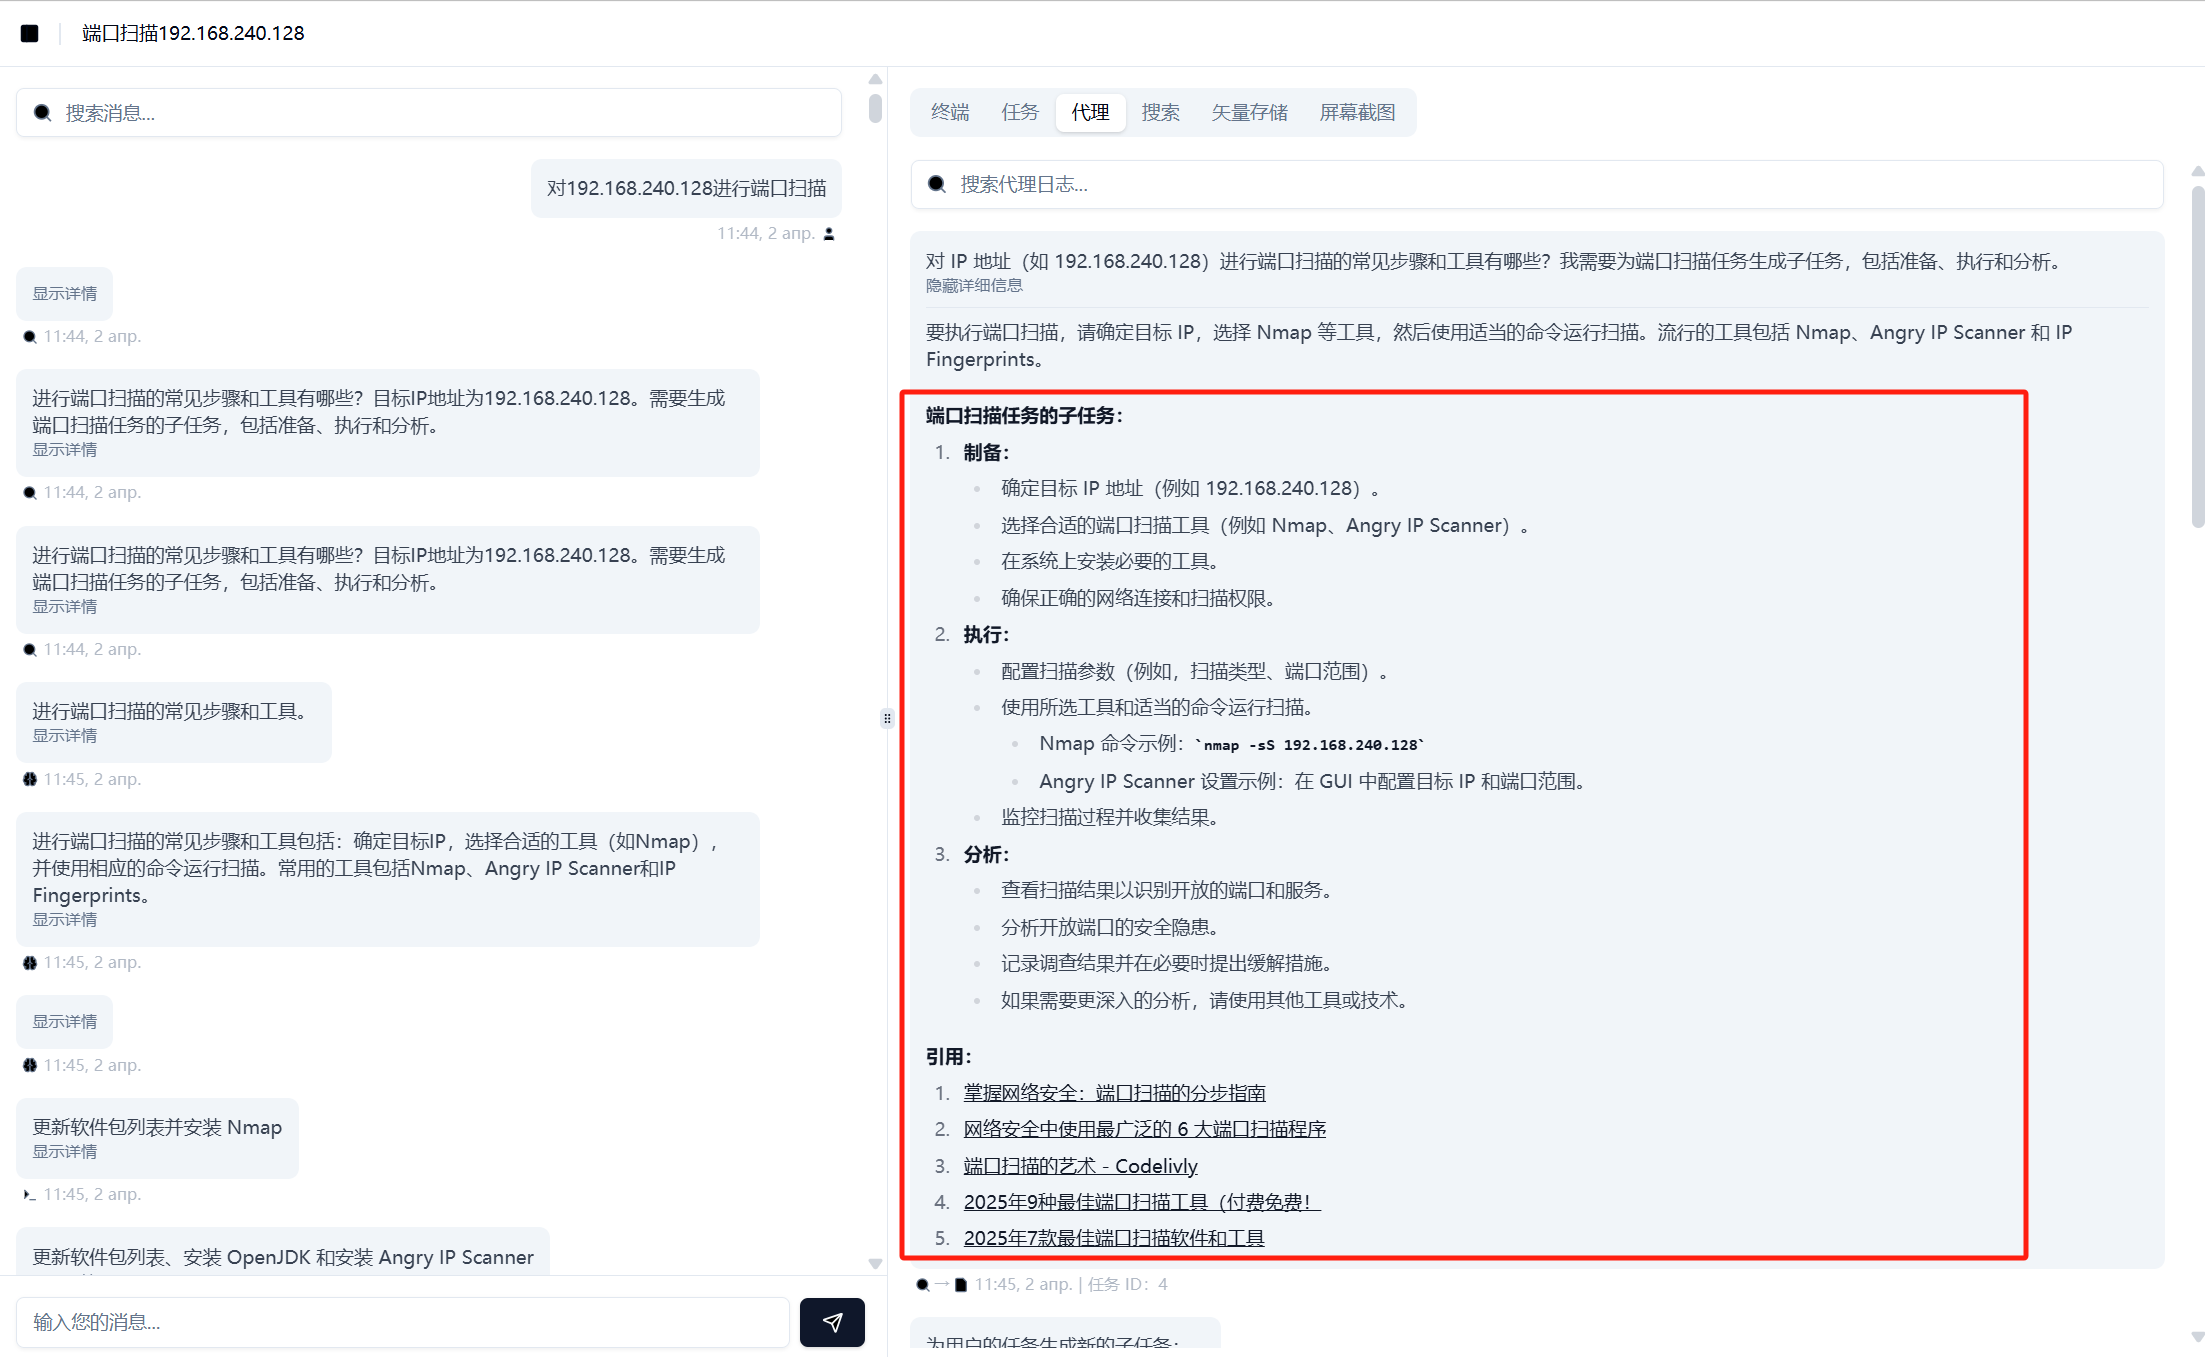 端口扫描192.168.240.128
搜索消息...
对192.168.240.128进行端口扫描
11:44, 2 апр.
显示详情
11:44, 2 апр.
进行端口扫描的常见步骤和工具有哪些？目标IP地址为192.168.240.128。需要生成
端口扫描任务的子任务，包括准备、执行和分析。
显示详情
11:44, 2 апр.
进行端口扫描的常见步骤和工具有哪些？目标IP地址为192.168.240.128。需要生成
端口扫描任务的子任务，包括准备、执行和分析。
显示详情
11:44, 2 апр.
进行端口扫描的常见步骤和工具。
显示详情
11:45, 2 апр.
进行端口扫描的常见步骤和工具包括：确定目标IP，选择合适的工具（如Nmap），
并使用相应的命令运行扫描。常用的工具包括Nmap、Angry IP Scanner和IP
Fingerprints。
显示详情
11:45, 2 апр.
显示详情
11:45, 2 апр.
更新软件包列表并安装 Nmap
显示详情
11:45, 2 апр.
更新软件包列表、安装 OpenJDK 和安装 Angry IP Scanner
输入您的消息...
终端 任务 代理 搜索 矢量存储 屏幕截图
搜索代理日志...
对 IP 地址（如 192.168.240.128）进行端口扫描的常见步骤和工具有哪些？我需要为端口扫描任务生成子任务，包括准备、执行和分析。
隐藏详细信息
要执行端口扫描，请确定目标 IP，选择 Nmap 等工具，然后使用适当的命令运行扫描。流行的工具包括 Nmap、Angry IP Scanner 和 IP
Fingerprints。
端口扫描任务的子任务：
1. 制备：
• 确定目标 IP 地址（例如 192.168.240.128）。
• 选择合适的端口扫描工具（例如 Nmap、Angry IP Scanner）。
• 在系统上安装必要的工具。
• 确保正确的网络连接和扫描权限。
2. 执行：
• 配置扫描参数（例如，扫描类型、端口范围）。
• 使用所选工具和适当的命令运行扫描。
• Nmap 命令示例：`nmap -sS 192.168.240.128`
• Angry IP Scanner 设置示例：在 GUI 中配置目标 IP 和端口范围。
• 监控扫描过程并收集结果。
3. 分析：
• 查看扫描结果以识别开放的端口和服务。
• 分析开放端口的安全隐患。
• 记录调查结果并在必要时提出缓解措施。
• 如果需要更深入的分析，请使用其他工具或技术。
引用：
1. 掌握网络安全：端口扫描的分步指南
2. 网络安全中使用最广泛的 6 大端口扫描程序
3. 端口扫描的艺术 - Codelivly
4. 2025年9种最佳端口扫描工具（付费免费！
5. 2025年7款最佳端口扫描软件和工具
11:45, 2 апр. | 任务 ID：4
为用户的任务生成新的子任务：